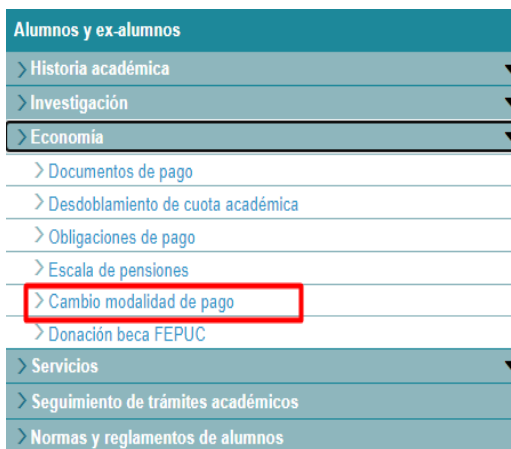 Alumnos y ex-alumnos
Historia académica
Investigación
Economía
Documentos de pago
Desdoblamiento de cuota académica
Obligaciones de pago
Escala de pensiones
Cambio modalidad de pago
Donación beca FEPUC
Servicios
Seguimiento de trámites académicos
Normas y reglamentos de alumnos